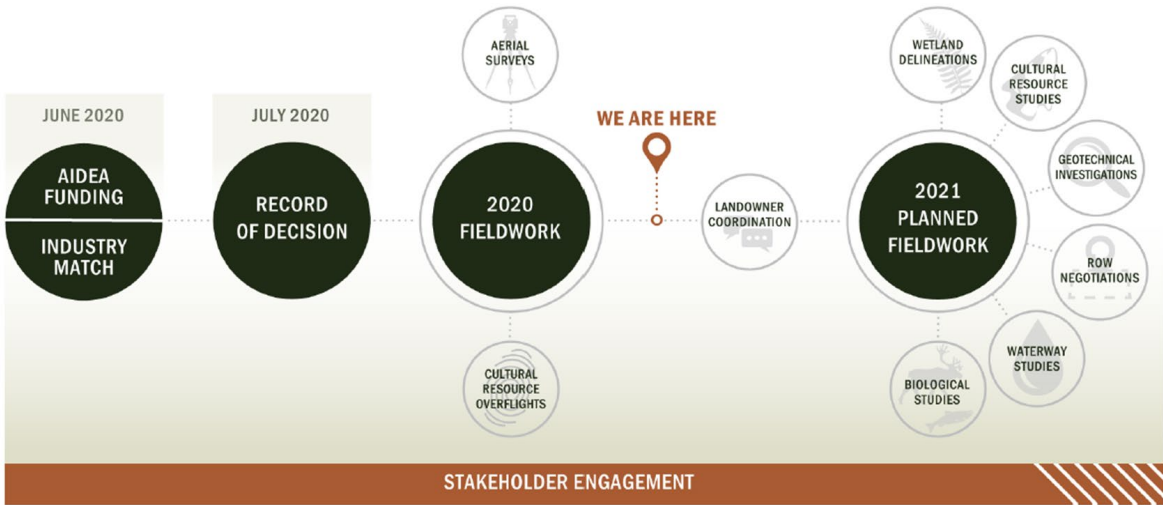 JUNE 2020
AIDEA
FUNDING
INDUSTRY
MATCH
JULY 2020
RECORD
OF DECISION
AERIAL
SURVEYS
2020
FIELDWORK
CULTURAL
RESOURCE
OVERFLIGHTS
WE ARE HERE
LANDOWNER
COORDINATION
2021
PLANNED
FIELDWORK
WETLAND
DELINEATIONS
CULTURAL
RESOURCE
STUDIES
GEOTECHNICAL
INVESTIGATIONS
ROW
NEGOTIATIONS
WATERWAY
STUDIES
BIOLOGICAL
STUDIES
STAKEHOLDER ENGAGEMENT